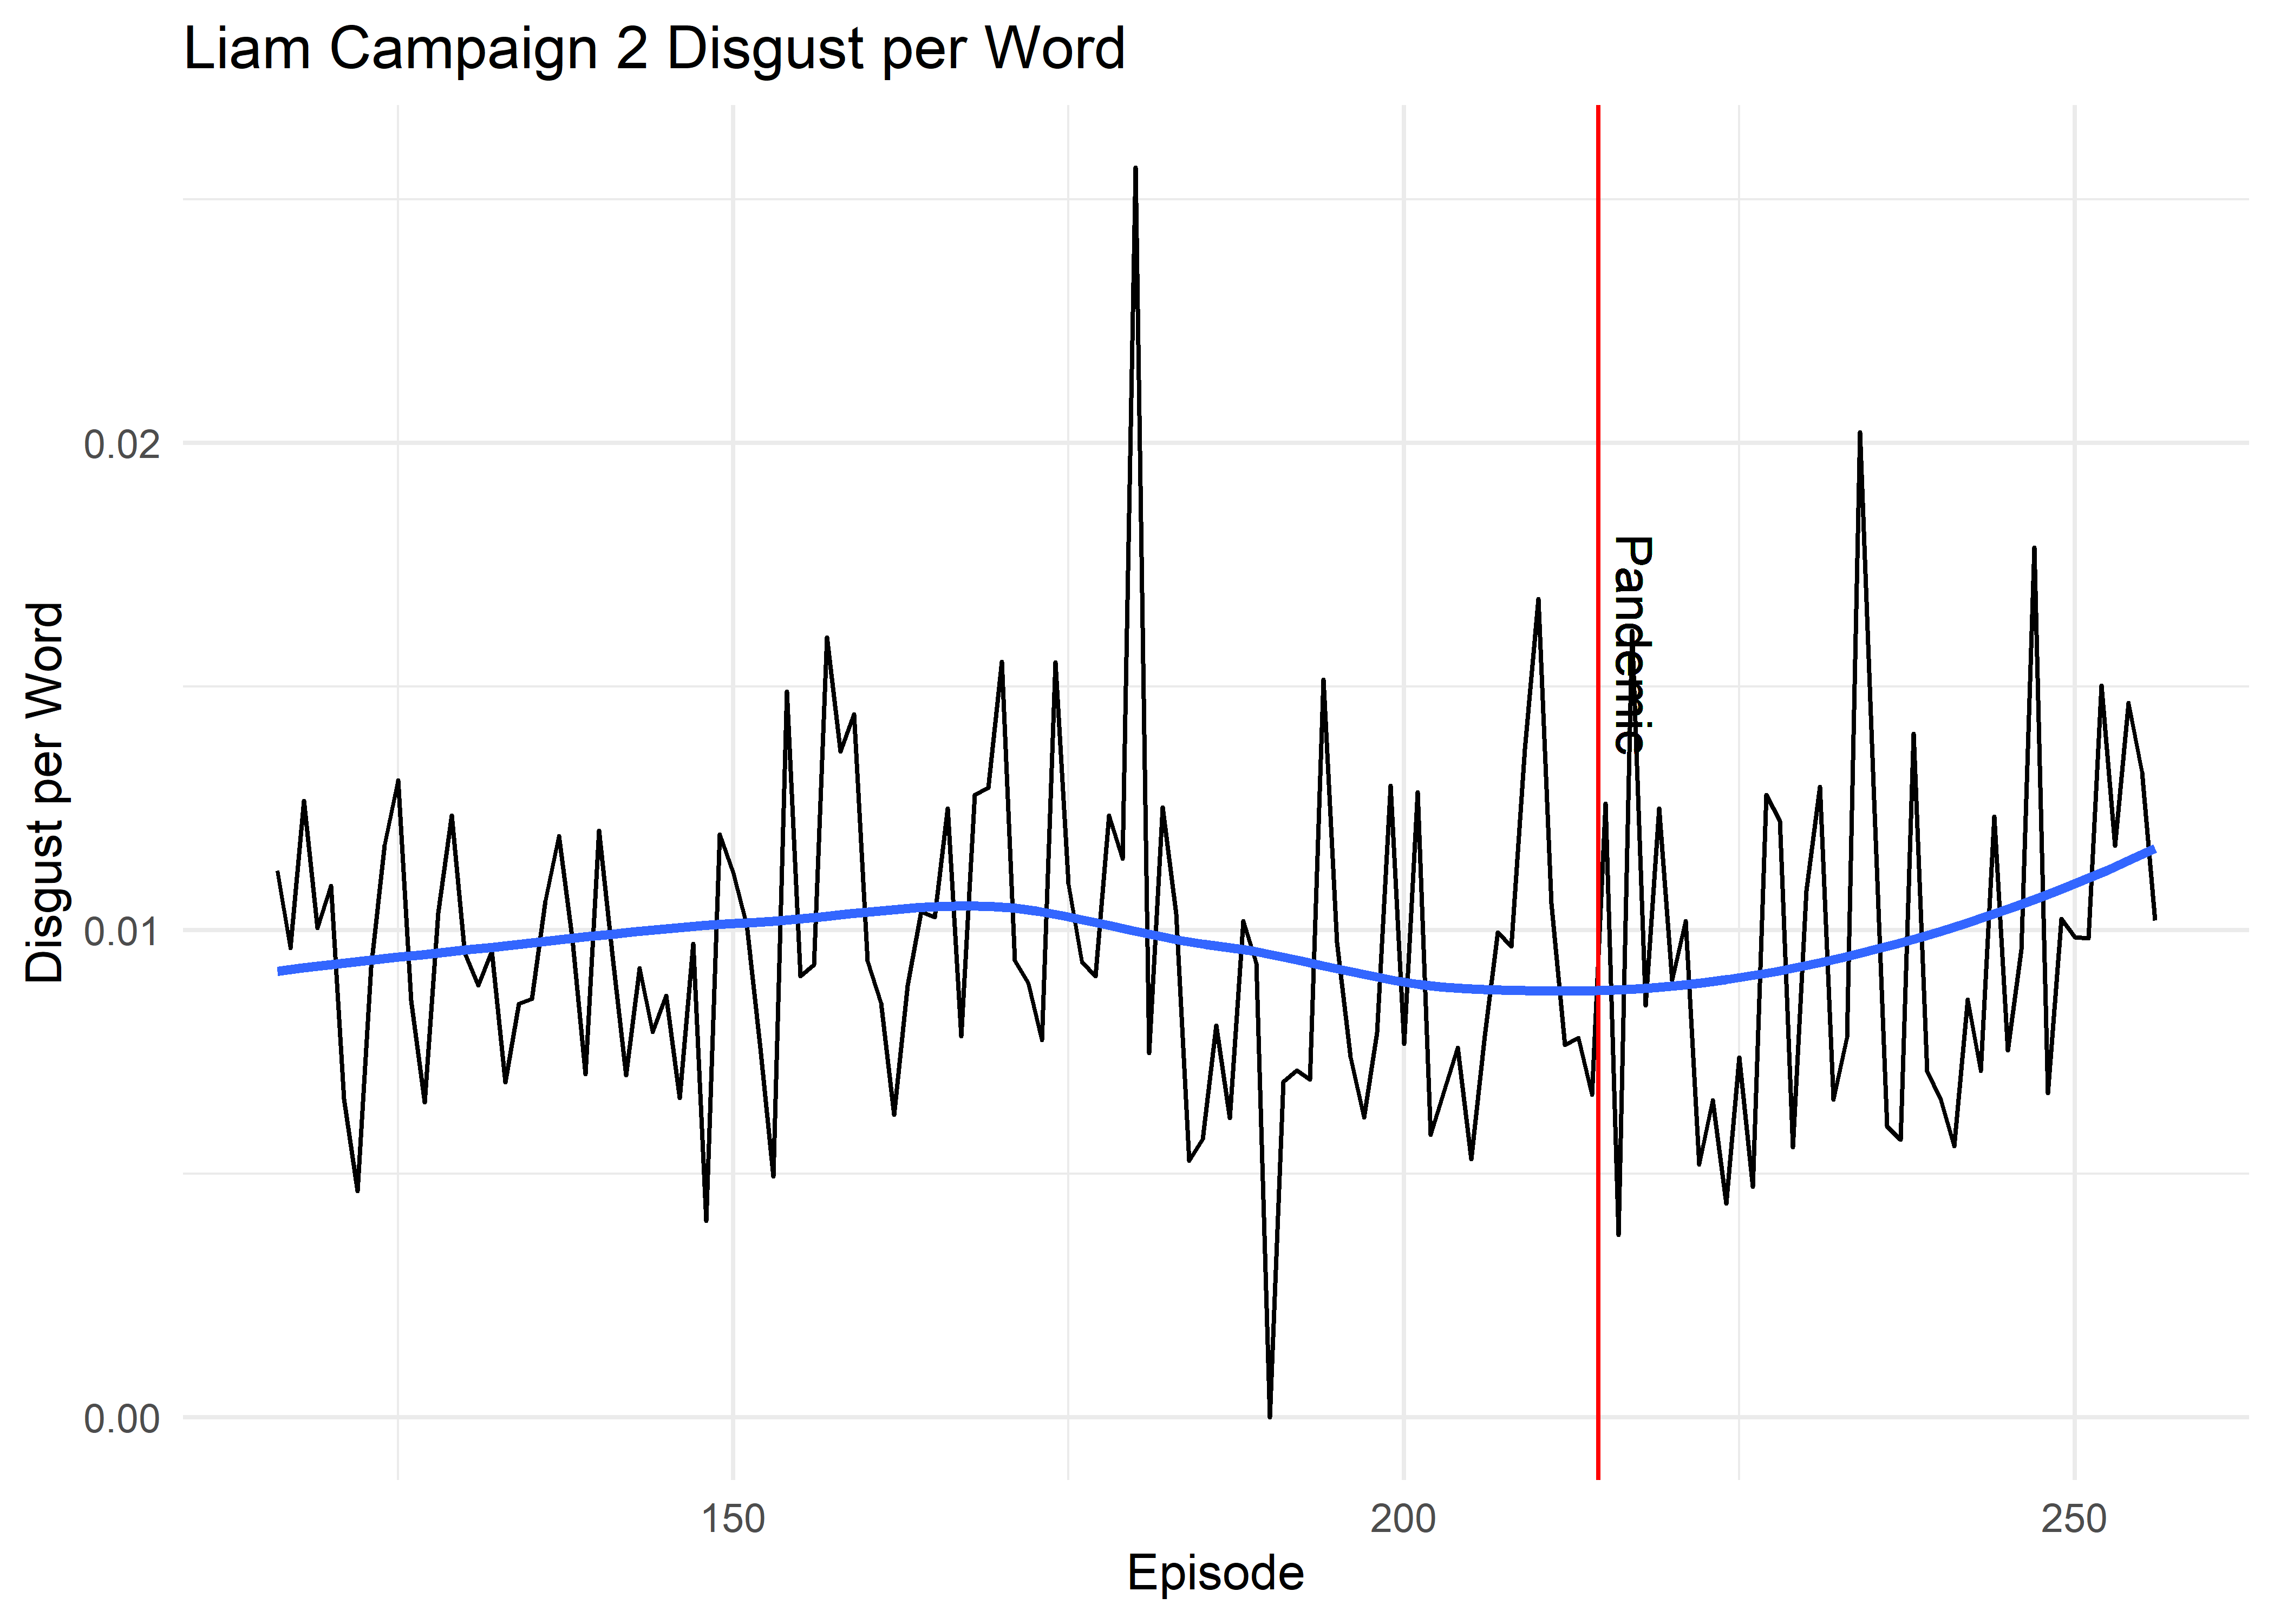 Liam Campaign 2 Disgust per Word
Disgust per Word
0.02
0.01
0.00
Pandemic
150
200
250
Episode